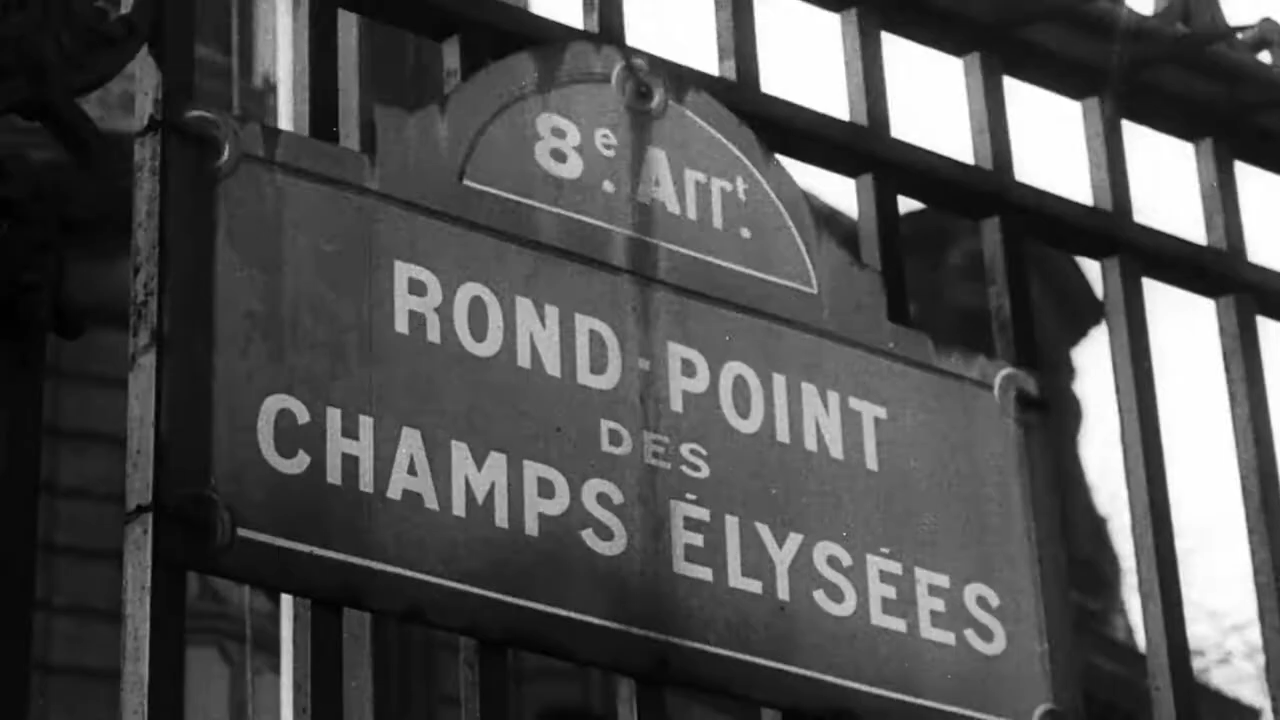 8e. Arrt.
ROND-POINT
DES
CHAMPS ÉLYSÉES